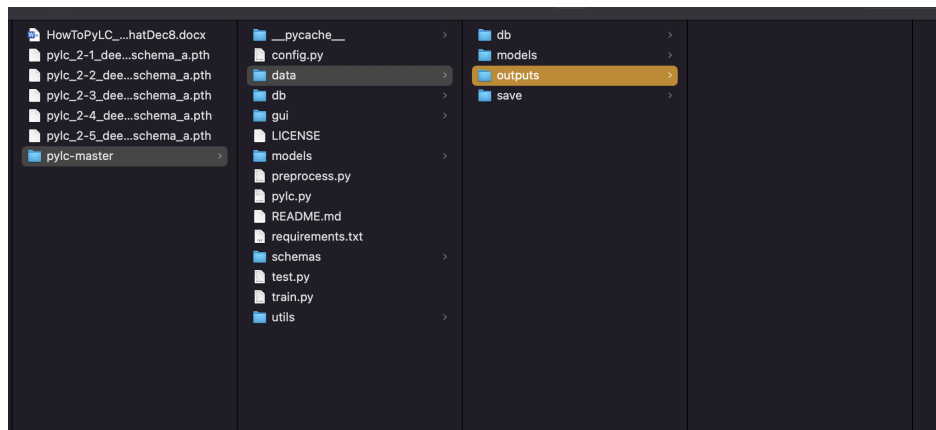 HowToPyLC_...hatDec8.docx
pylc_2-1_dee...schema_a.pth
pylc_2-2_dee...schema_a.pth
pylc_2-3_dee...schema_a.pth
pylc_2-4_dee...schema_a.pth
pylc_2-5_dee...schema_a.pth
pylc-master
__pycache__
config.py
data
db
gui
LICENSE
models
preprocess.py
pylc.py
README.md
requirements.txt
schemas
test.py
train.py
utils
db
models
outputs
save